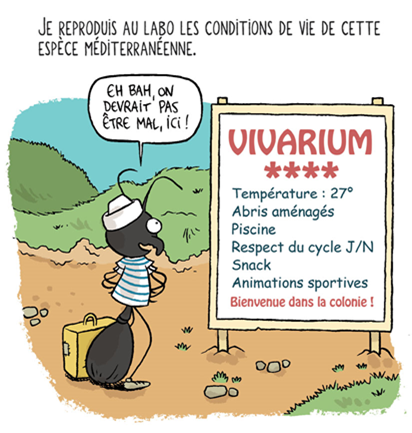 JE REPRODUIS AU LABO LES CONDITIONS DE VIE DE CETTE
ESPÈCE MÉDITERRANÉENNE.
EH BAH, ON
DEVRAIT PAS
ÊTRE MAL, ICI !
VIVARIUM
****
Température : 27°
Abris aménagés
Piscine
Respect du cycle J/N
Snack
Animations sportives
Bienvenue dans la colonie !